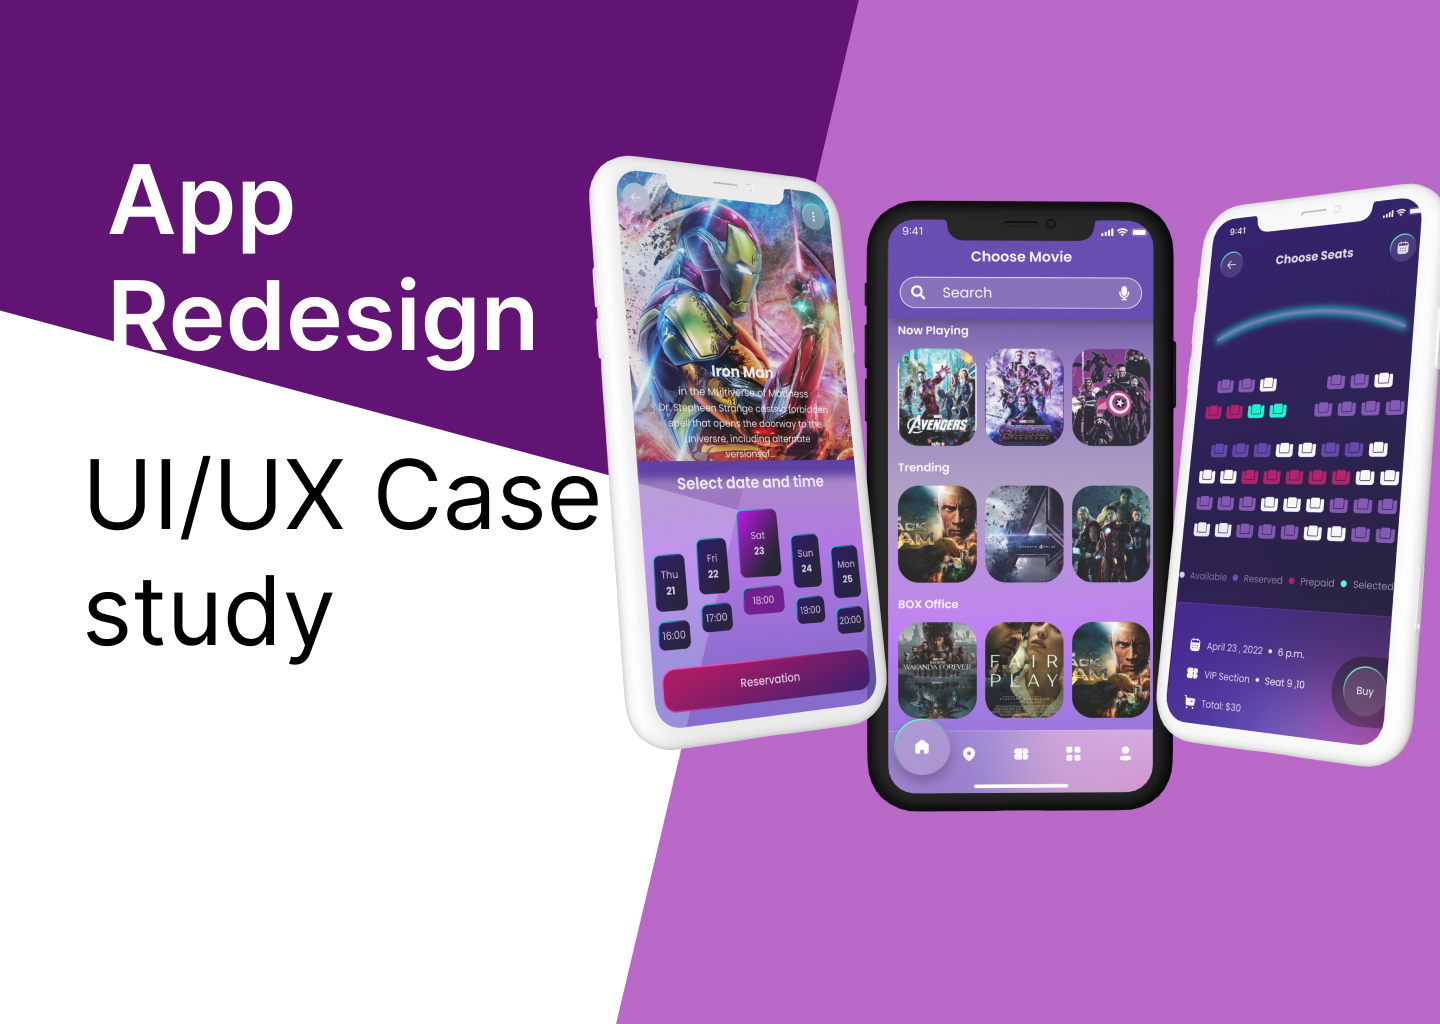 App
Redesign
UI/UX Case
study
Iron Man
in the Multiverse of Madness
Dr. Stepheen Strange casts a forbidden
spell that opens the doorway to the
universre, including alternate
versionsof...
Select date and time
Thu
21
Fri
22
Sat
23
Sun
24
Mon
25
16:00
17:00
18:00
19:00
20:00
Reservation
9:41
Choose Movie
Search
Now Playing
AVENGERS
Trending
BOX Office
WAKANDA FOREVER
FAIR
PLAY
9:41
Choose Seats
Available
Reserved
Prepaid
Selected
April 23 , 2022 • 6 p.m.
VIP Section • Seat 9 ,10
Total: $30
Buy